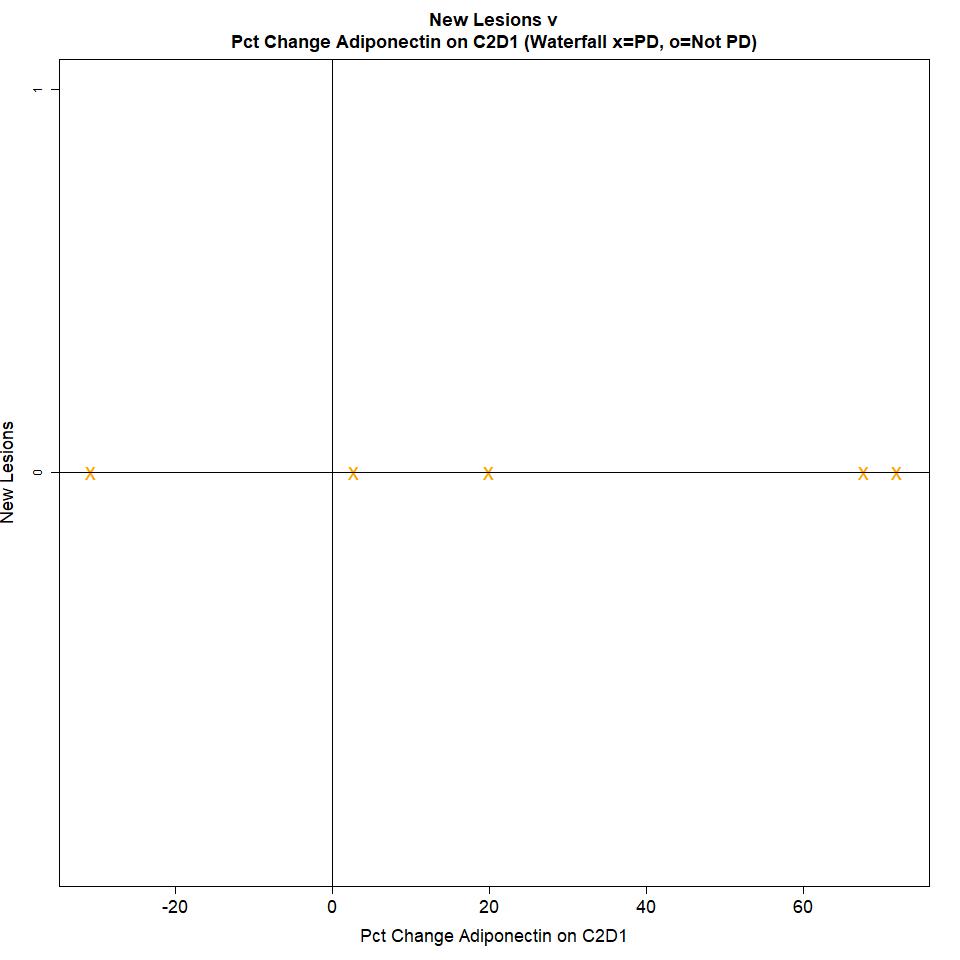 New Lesions v
Pct Change Adiponectin on C2D1 (Waterfall x=PD, o=Not PD)
1
0
New Lesions
x x x x x
-20 0 20 40 60
Pct Change Adiponectin on C2D1